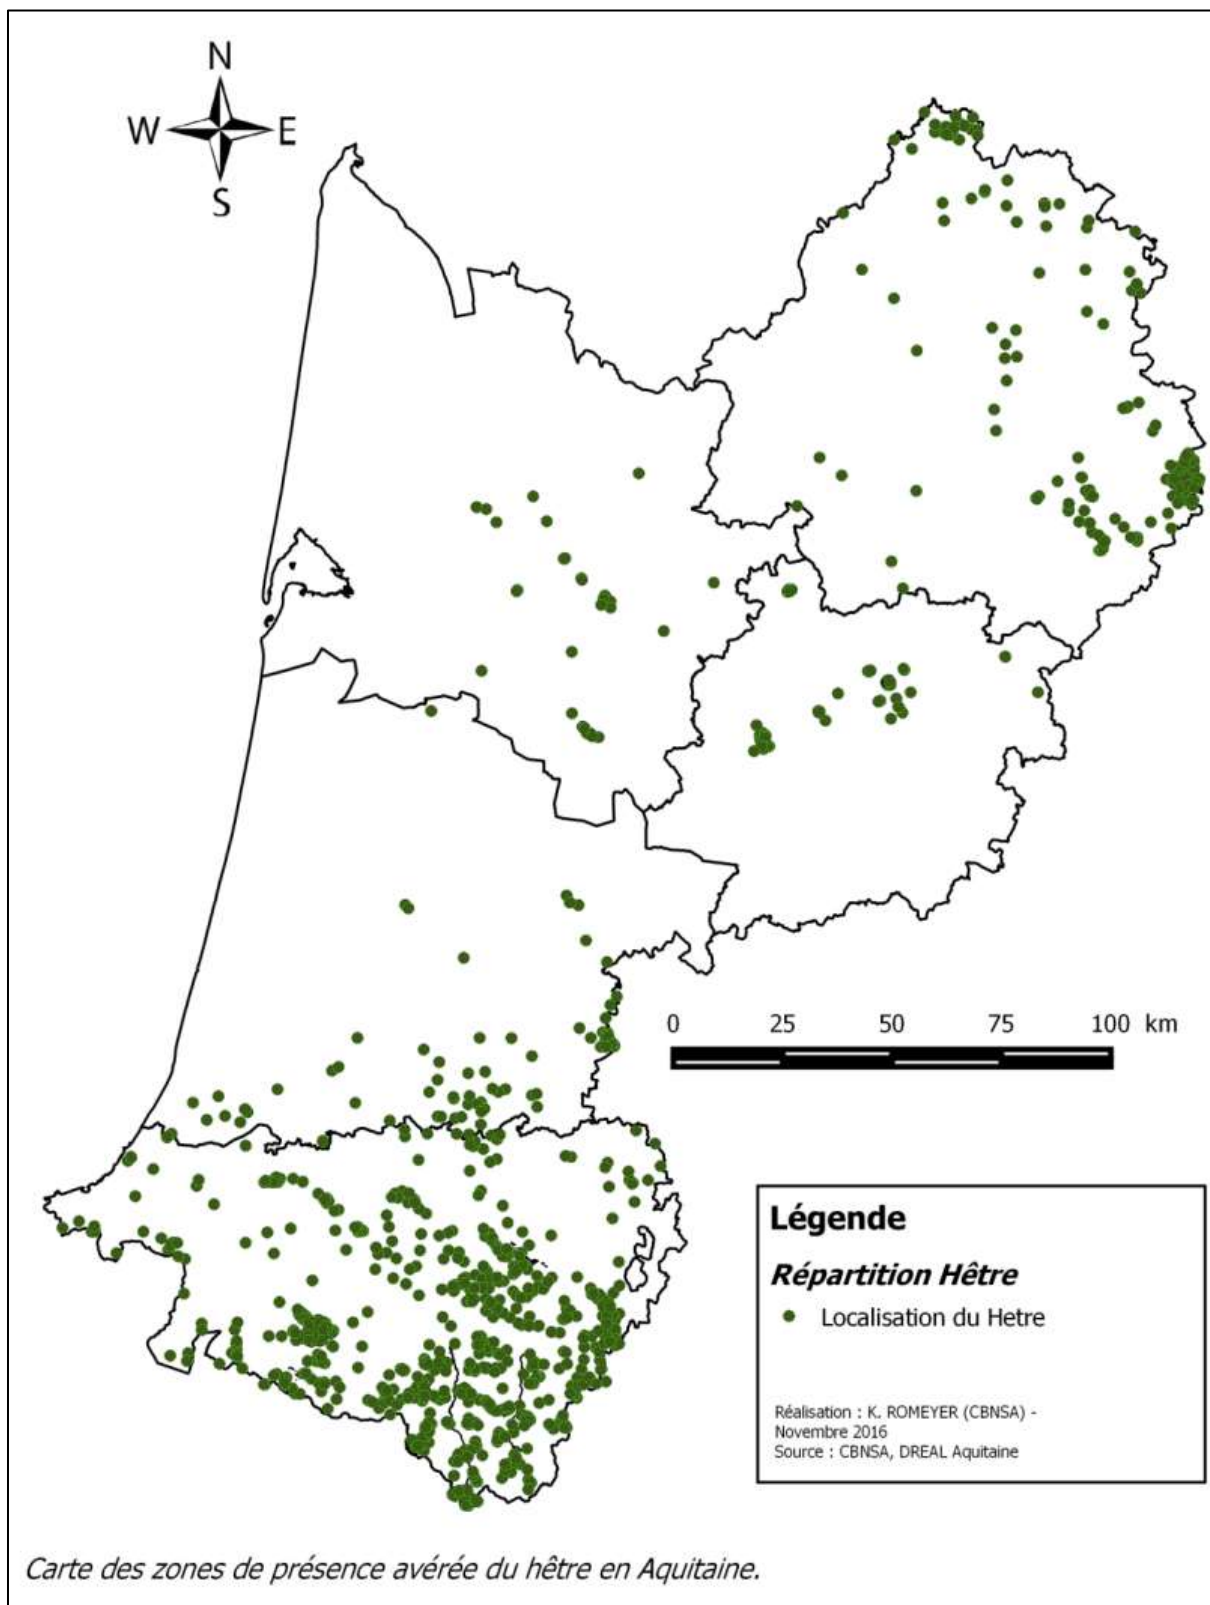 N
W E
S
0 25 50 75 100 km
Légende
Répartition Hêtre
Localisation du Hetre
Réalisation : K. ROMEYER (CBNSA) -
Novembre 2016
Source : CBNSA, DREAL Aquitaine
Carte des zones de présence avérée du hêtre en Aquitaine.